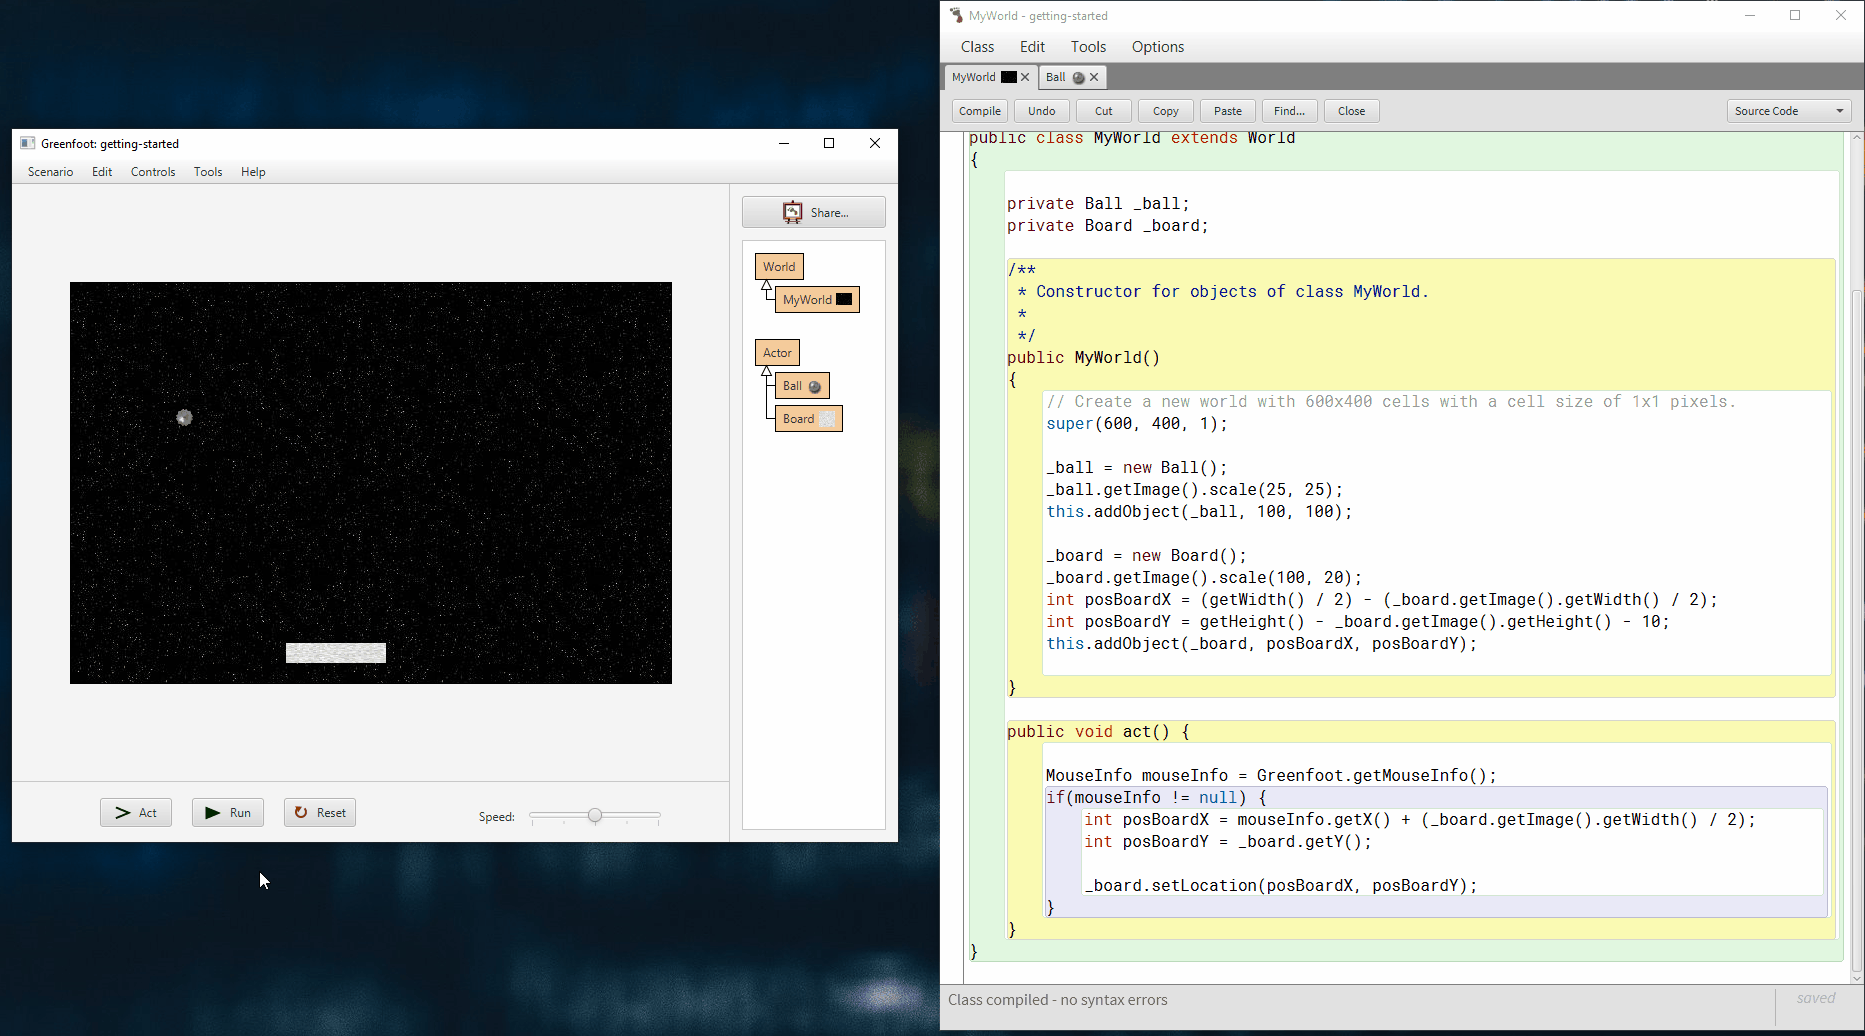 Greenfoot: getting-started
Scenario Edit Controls Tools Help
Share...
World
MyWorld
Actor
Ball
Board
Act
Run
Reset
Speed:
MyWorld - getting-started
Class Edit Tools Options
MyWorld
Ball
Compile Undo Cut Copy Paste Find... Close Source Code
public class MyWorld extends World
{
private Ball _ball;
private Board _board;
/**
* Constructor for objects of class MyWorld.
*
*/
public MyWorld()
{
// Create a new world with 600x400 cells with a cell size of 1x1 pixels.
super(600, 400, 1);
_ball = new Ball();
_ball.getImage().scale(25, 25);
this.addObject(_ball, 100, 100);
_board = new Board();
_board.getImage().scale(100, 20);
int posBoardX = (getWidth() / 2) - (_board.getImage().getWidth() / 2);
int posBoardY = getHeight() - _board.getImage().getHeight() - 10;
this.addObject(_board, posBoardX, posBoardY);
}
public void act() {
MouseInfo mouseInfo = Greenfoot.getMouseInfo();
if(mouseInfo != null) {
int posBoardX = mouseInfo.getX() + (_board.getImage().getWidth() / 2);
int posBoardY = _board.getY();
_board.setLocation(posBoardX, posBoardY);
}
}
}
Class compiled - no syntax errors
saved